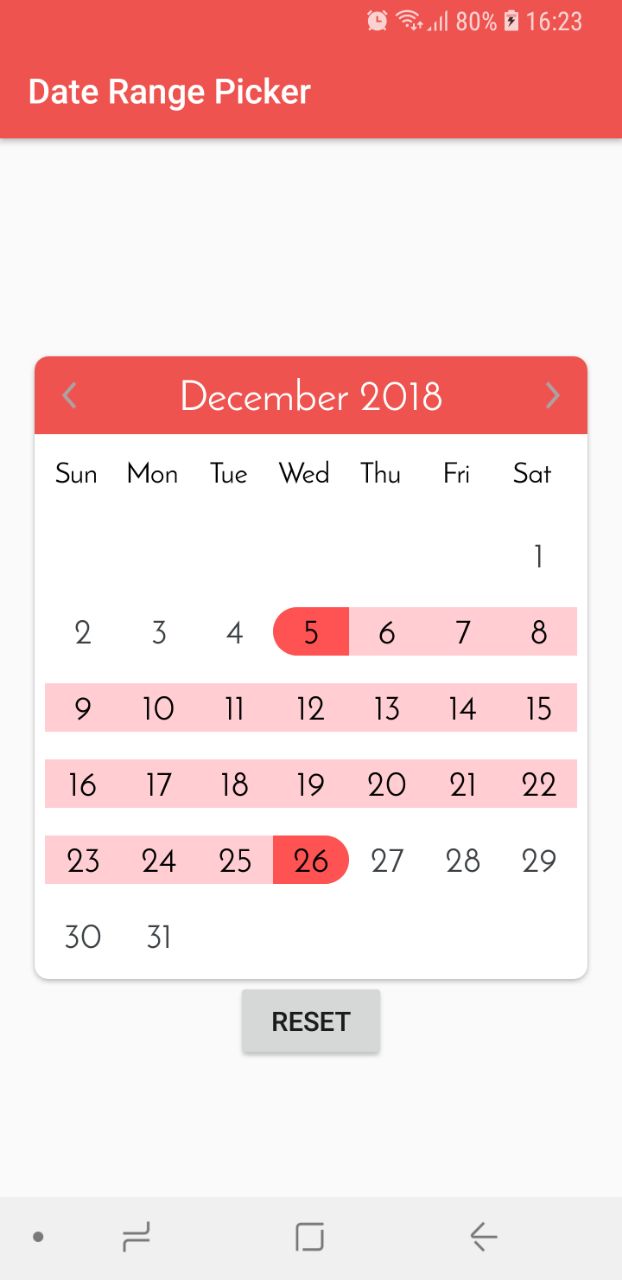 80% 16:23
Date Range Picker
December 2018
Sun Mon Tue Wed Thu Fri Sat
1
2 3 4 5 6 7 8
9 10 11 12 13 14 15
16 17 18 19 20 21 22
23 24 25 26 27 28 29
30 31
RESET